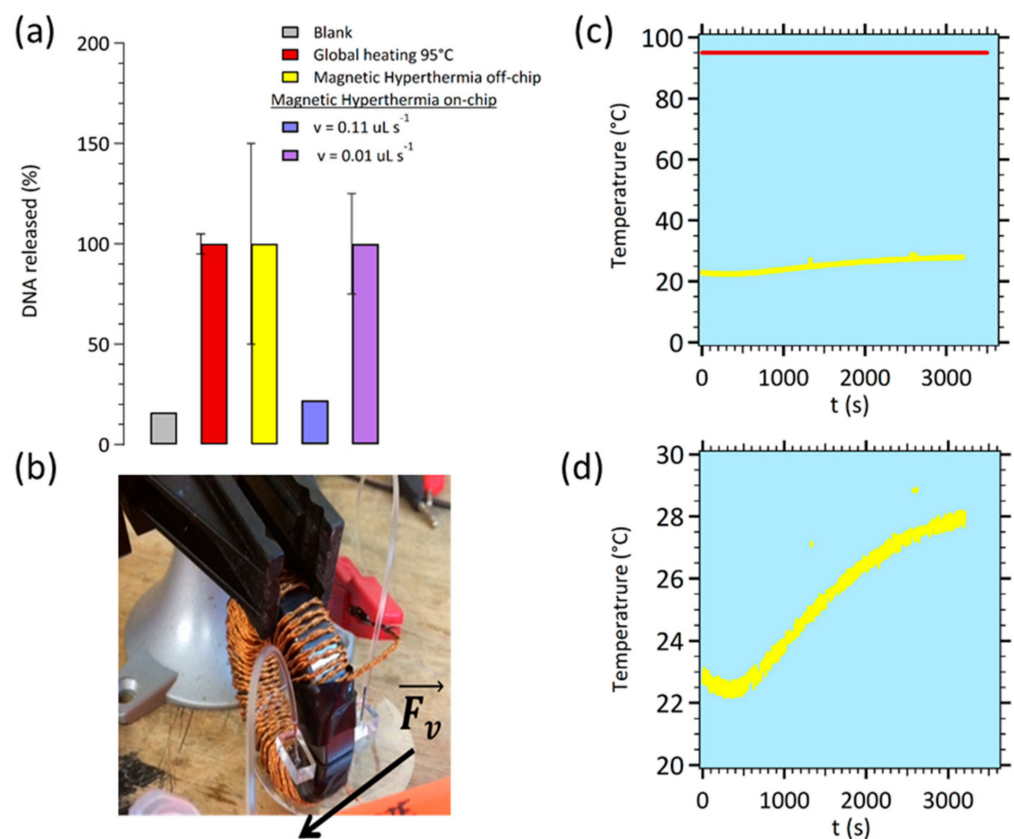 (a)
200
150
100
50
0
DNA released (%)
Blank
Global heating 95°C
Magnetic Hyperthermia off-chip
Magnetic Hyperthermia on-chip
v = 0.11 uL s⁻¹
v = 0.01 uL s⁻¹
(b)
F_v
(c)
100
80
60
40
20
0
Temperatrure (°C)
0 1000 2000 3000
t (s)
(d)
30
28
26
24
22
20
Temperatrure (°C)
0 1000 2000 3000
t (s)